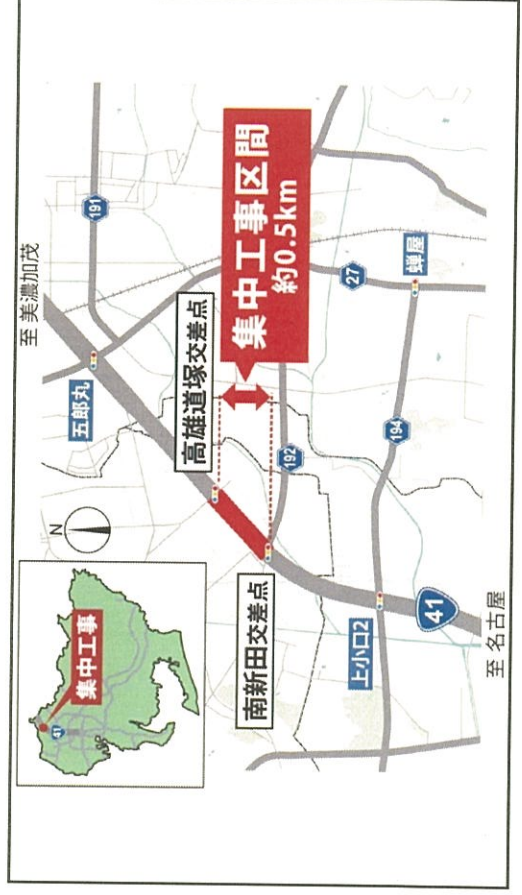 至 美濃加茂
集中工事
41
N
五郎丸
191
高雄道塚交差点
集中工事区間
約0.5km
南新田交差点
192
27
蝉屋
194
上小口2
41
至 名古屋